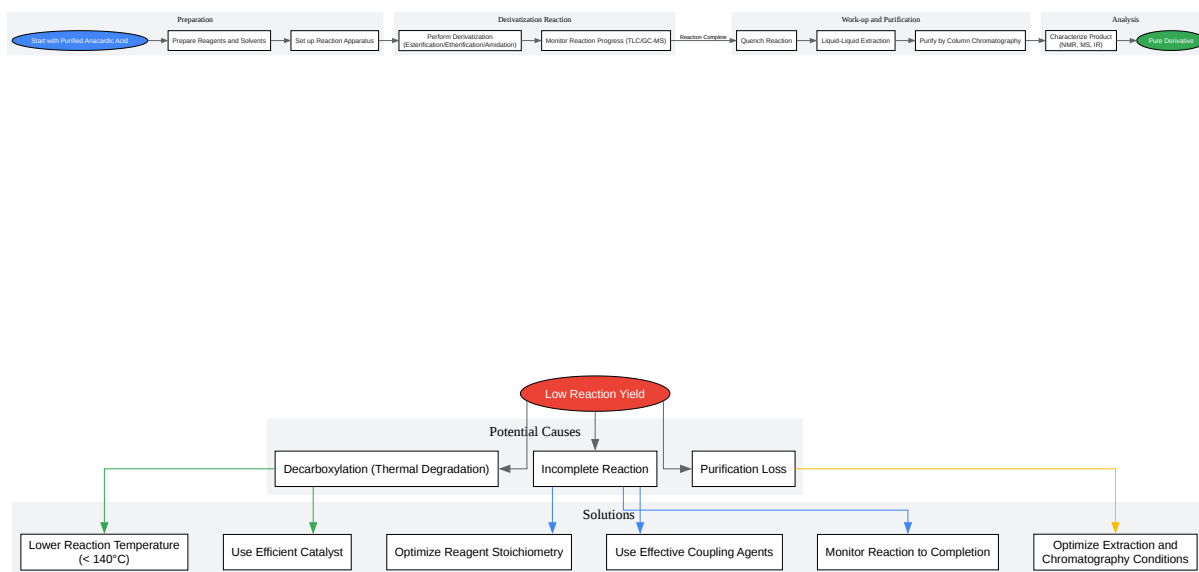 Preparation
Derivatization Reaction
Work-up and Purification
Analysis
Start with Purified Anacardic Acid
Prepare Reagents and Solvents
Set up Reaction Apparatus
Perform Derivatization
(Esterification/Etherification/Amidation)
Monitor Reaction Progress (TLC/GC-MS)
Reaction Complete
Quench Reaction
Liquid-Liquid Extraction
Purify by Column Chromatography
Characterize Product
(NMR, MS, IR)
Pure Derivative
Low Reaction Yield
Potential Causes
Decarboxylation (Thermal Degradation)
Incomplete Reaction
Purification Loss
Solutions
Lower Reaction Temperature
(< 140°C)
Use Efficient Catalyst
Optimize Reagent Stoichiometry
Use Effective Coupling Agents
Monitor Reaction to Completion
Optimize Extraction and
Chromatography Conditions